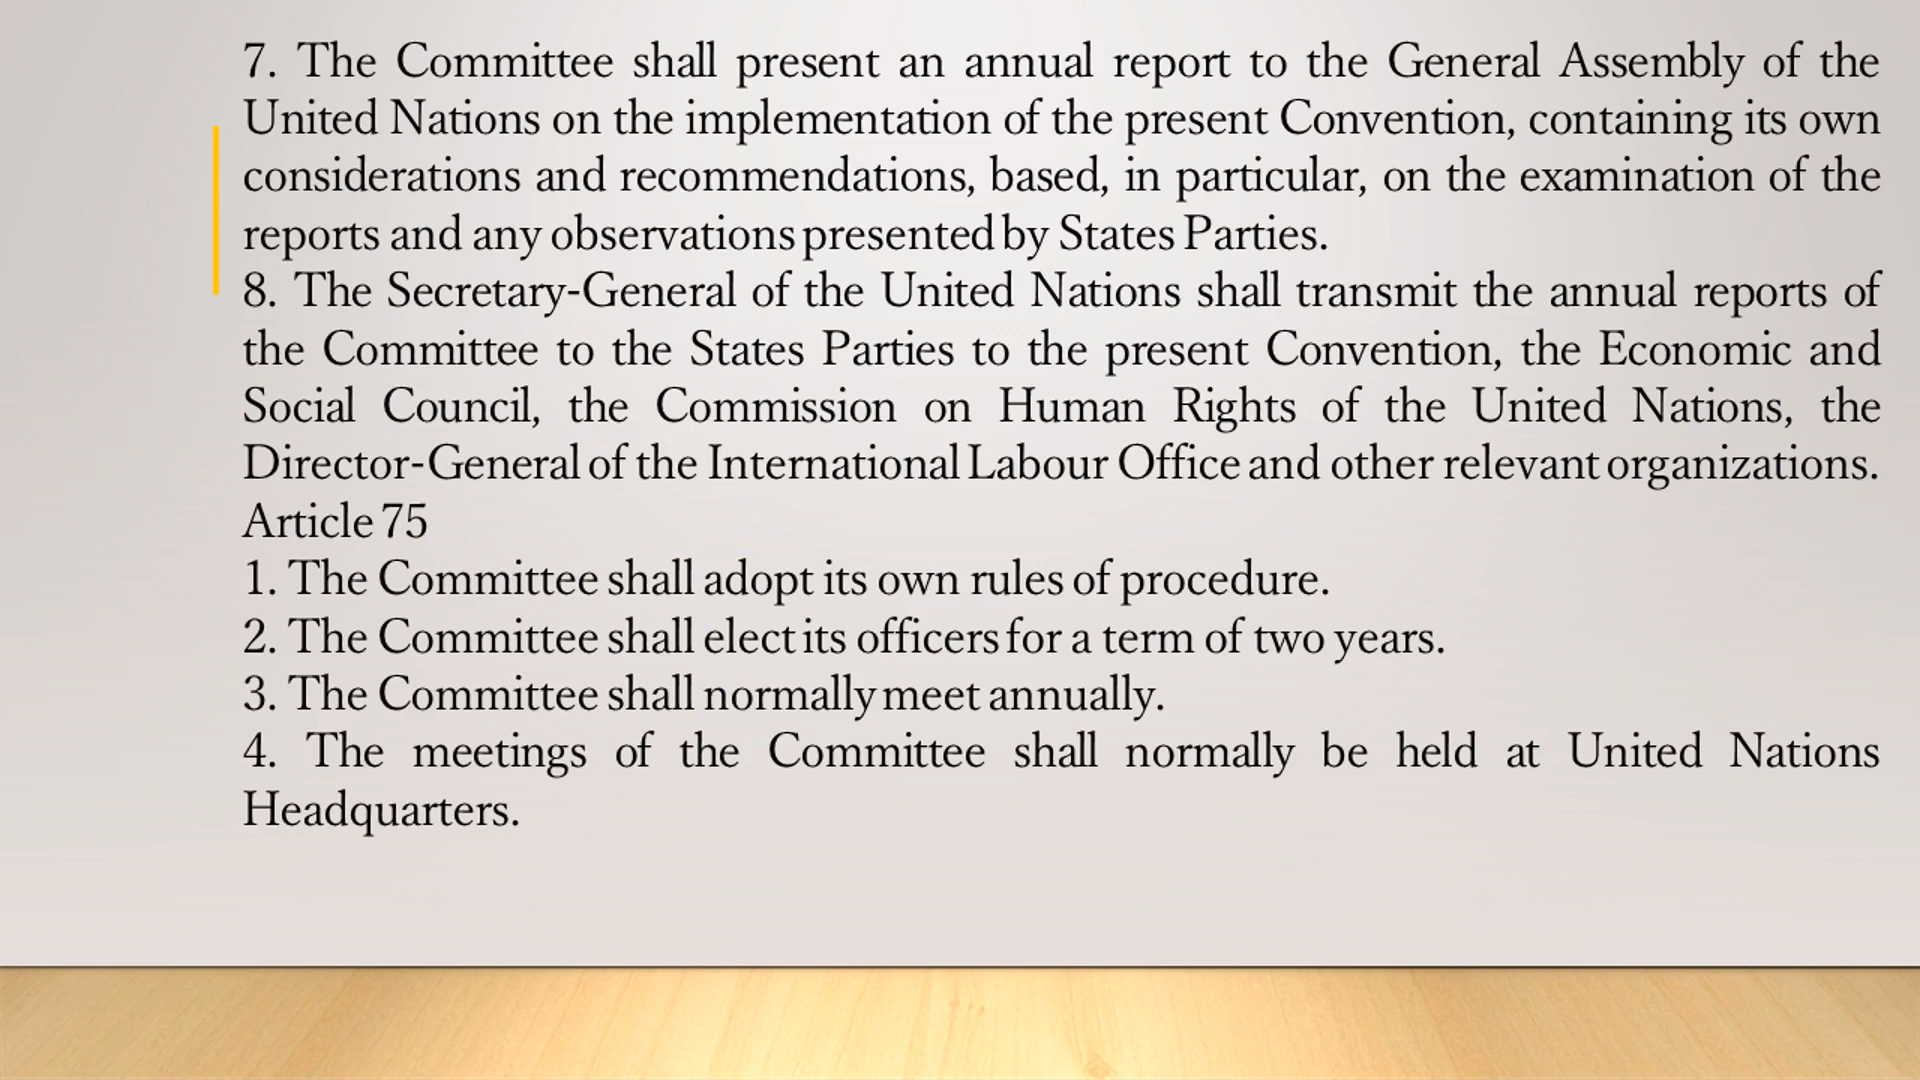 7. The Committee shall present an annual report to the General Assembly of the
United Nations on the implementation of the present Convention, containing its own
considerations and recommendations, based, in particular, on the examination of the
reports and any observations presented by States Parties.
8. The Secretary-General of the United Nations shall transmit the annual reports of
the Committee to the States Parties to the present Convention, the Economic and
Social Council, the Commission on Human Rights of the United Nations, the
Director-General of the International Labour Office and other relevant organizations.
Article 75
1. The Committee shall adopt its own rules of procedure.
2. The Committee shall elect its officers for a term of two years.
3. The Committee shall normally meet annually.
4. The meetings of the Committee shall normally be held at United Nations
Headquarters.